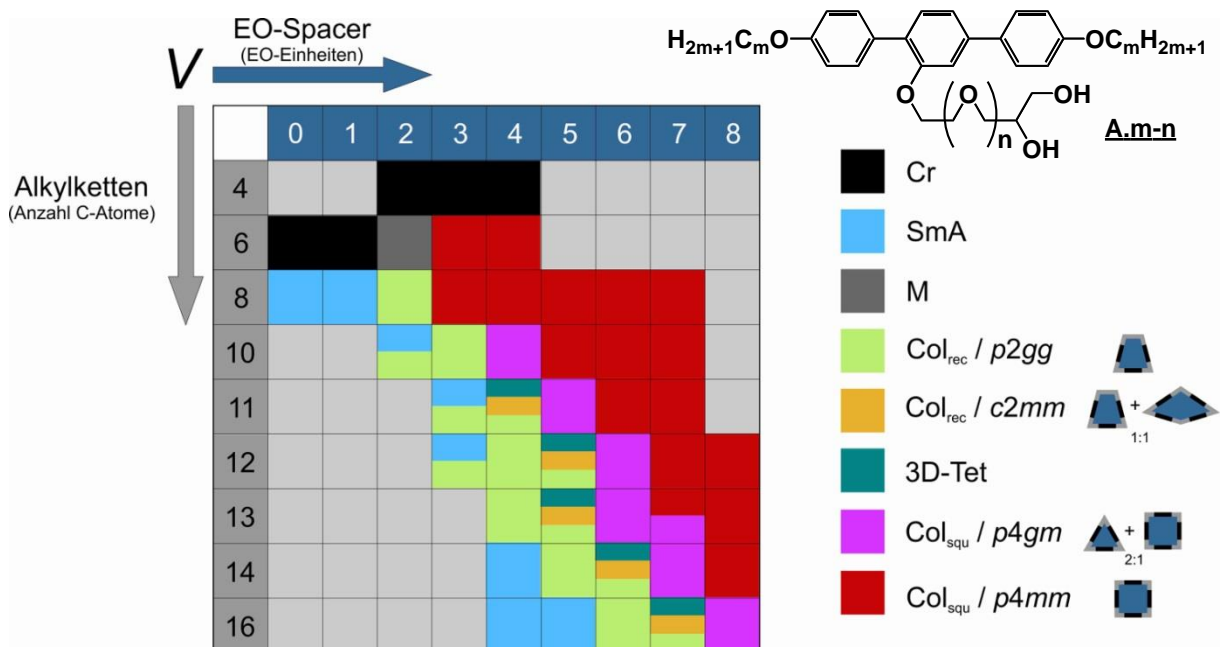 EO-Spacer
(EO-Einheiten)
V
Alkylketten
(Anzahl C-Atome)
0 1 2 3 4 5 6 7 8
4
6
8
10
11
12
13
14
16
H2m+1CmO
OCmH2m+1
O
O
OH
n
OH
A.m-n
Cr
SmA
M
Colrec / p2gg
Colrec / c2mm
+
1:1
3D-Tet
Colsqu / p4gm
+
2:1
Colsqu / p4mm